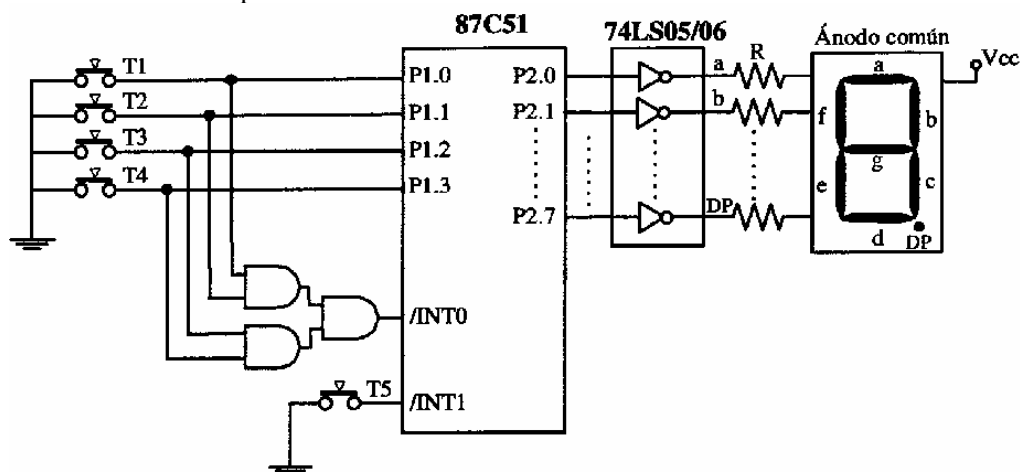 87C51
74LS05/06
Ánodo común
Vcc
T1
P1.0
P2.0
a
R
a
T2
P1.1
P2.1
b
f
b
T3
P1.2
g
T4
P1.3
e
c
P2.7
DP
d
DP
/INT0
T5
/INT1